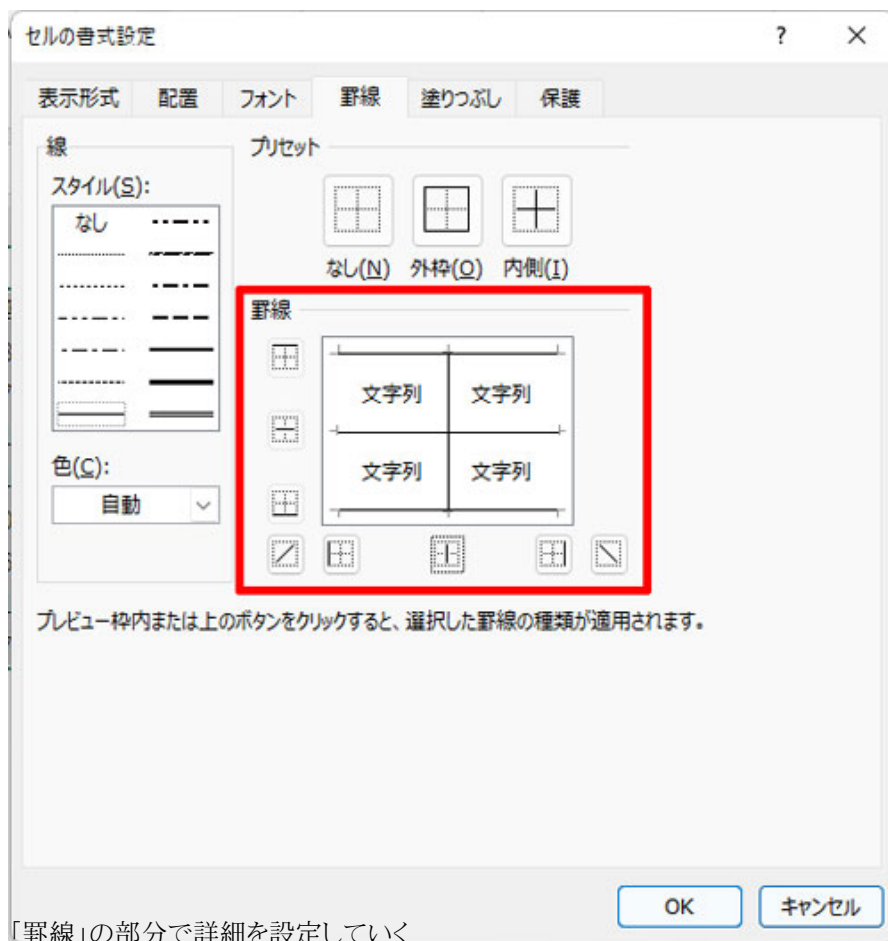 セルの書式設定 ?
表示形式 配置 フォント 罫線 塗りつぶし 保護
線 プリセット
スタイル(S):
なし
なし(N) 外枠(O) 内側(I)
罫線
文字列 文字列
文字列 文字列
色(C):
自動
プレビュー枠内または上のボタンをクリックすると、選択した罫線の種類が適用されます。
OK キャンセル
「罫線」の部分で詳細を設定していく